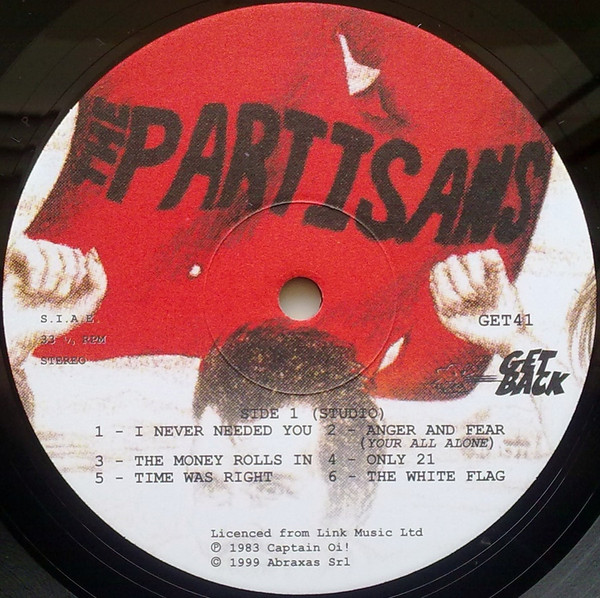 THE PARTISANS
S.I.A.E.
33 ⅓ RPM
STEREO
GET41
GET BACK
SIDE 1 (STUDIO)
1 - I NEVER NEEDED YOU 2 - ANGER AND FEAR
(YOUR ALL ALONE)
3 - THE MONEY ROLLS IN 4 - ONLY 21
5 - TIME WAS RIGHT 6 - THE WHITE FLAG
Licenced from Link Music Ltd
℗ 1983 Captain Oi!
© 1999 Abraxas Srl